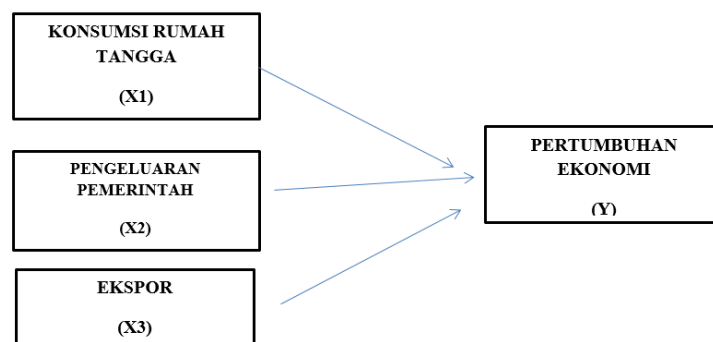 KONSUMSI RUMAH
TANGGA
(X1)
PENGELUARAN
PEMERINTAH
(X2)
EKSPOR
(X3)
PERTUMBUHAN
EKONOMI
(Y)